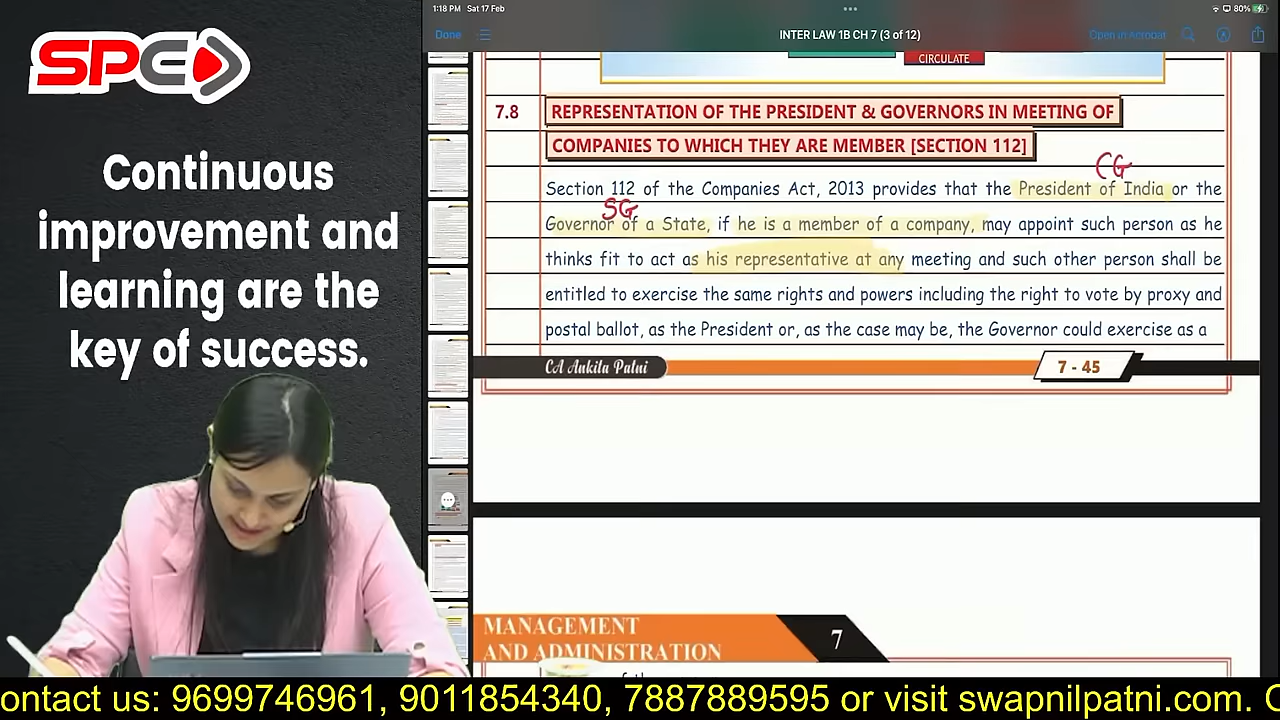 1:18 PM Sat 17 Feb
80%
Done
INTER LAW 1B CH 7 (3 of 12)
Open in Acrobat
SPC
Continuous
improvement and
learning are the
key of success.
CIRCULATE
7.8
REPRESENTATION OF THE PRESIDENT & GOVERNORS IN MEETING OF
COMPANIES TO WHICH THEY ARE MEMBER [SECTION 112]
CG
Section 112 of the Companies Act, 2013 provides that the President of India or the
SG
Governor of a State, if he is a member of a company, may appoint such person as he
thinks fit to act as his representative at any meeting and such other person shall be
entitled to exercise the same rights and powers, including the right to vote by proxy and
postal ballot, as the President or, as the case may be, the Governor could exercise as a
CA Ankita Patni
7 - 45
MANAGEMENT
AND ADMINISTRATION
7
ontact us: 9699746961, 9011854340, 7887889595 or visit swapnilpatni.com. C